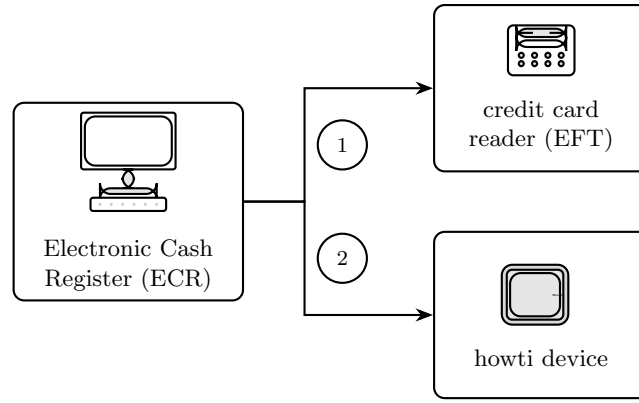 credit card
reader (EFT)
1
Electronic Cash
Register (ECR)
2
howti device